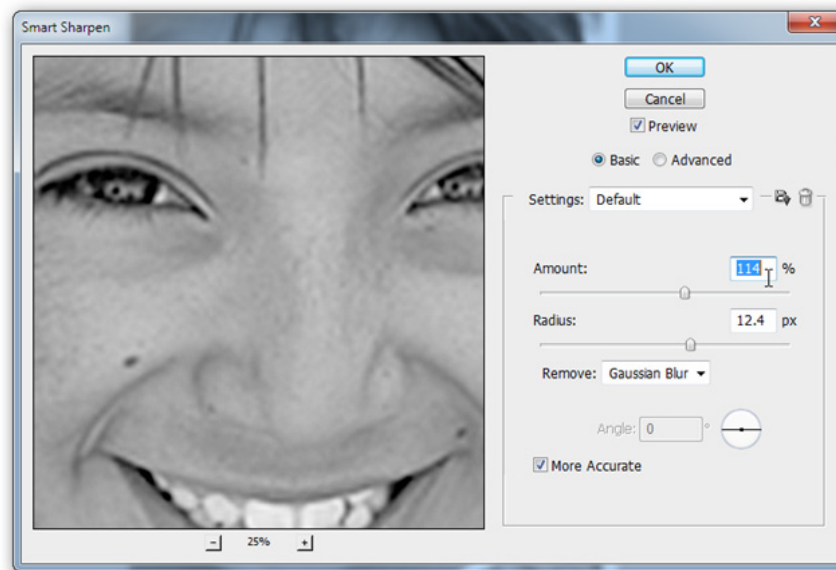 Smart Sharpen
OK
Cancel
Preview
Basic Advanced
Settings: Default
Amount: 114 %
Radius: 12.4 px
Remove: Gaussian Blur
Angle: 0 °
More Accurate
- 25% +